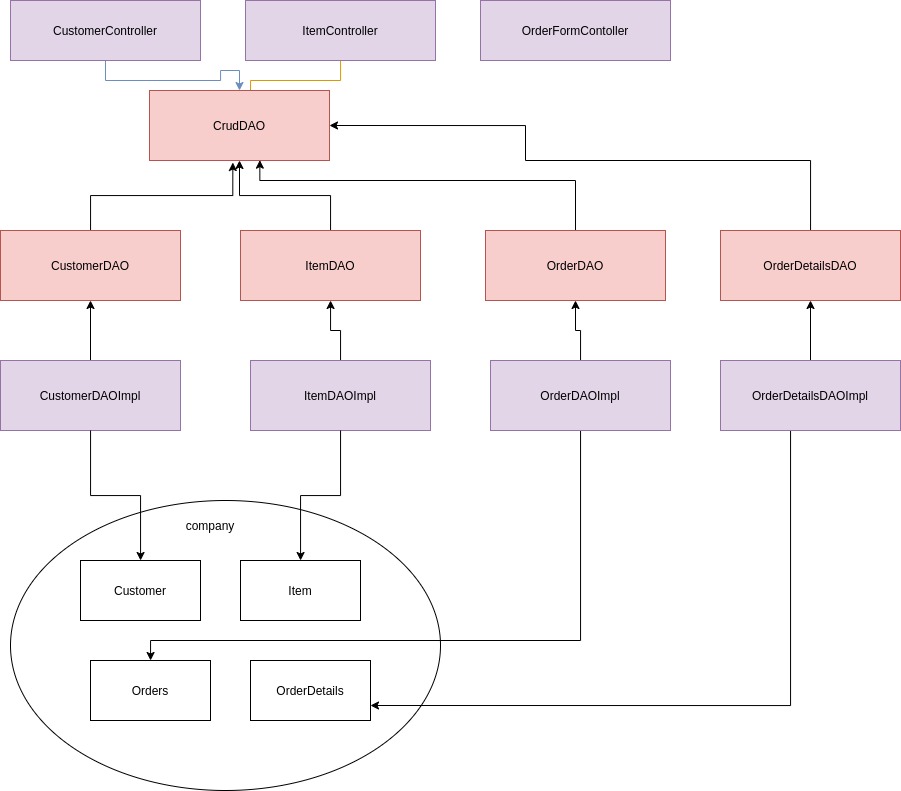 CustomerController
ItemController
OrderFormContoller
CrudDAO
CustomerDAO
ItemDAO
OrderDAO
OrderDetailsDAO
CustomerDAOImpl
ItemDAOImpl
OrderDAOImpl
OrderDetailsDAOImpl
company
Customer
Item
Orders
OrderDetails